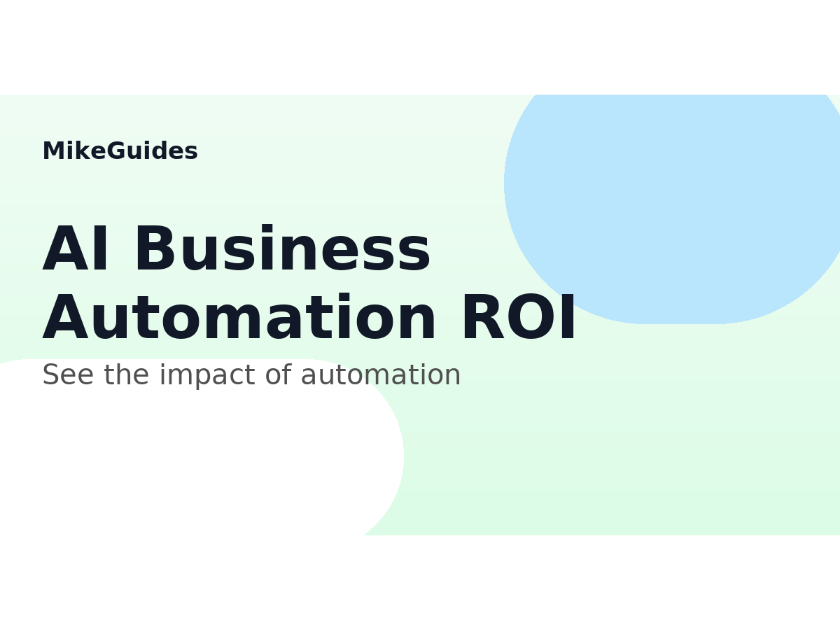 MikeGuides
AI Business
Automation ROI
See the impact of automation